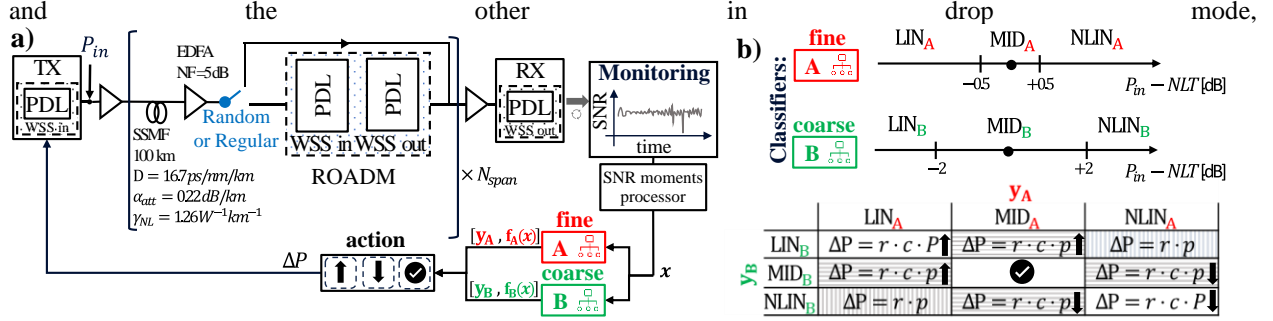 and the other in drop mode,
a)
P_in
TX
PDL
WSS in
EDFA
NF=5dB
SSMF
100 km
D = 16.7ps/nm/km
α_att = 0.22dB/km
γ_NL = 1.26W⁻¹km⁻¹
Random
or Regular
PDL
PDL
WSS in WSS out
ROADM
× N_span
RX
PDL
WSS out
Monitoring
SNR
time
SNR moments
processor
x
fine
A
coarse
B
[y_A , f_A(x)]
[y_B , f_B(x)]
action
ΔP
b)
Classifiers:
fine
A
LIN_A MID_A NLIN_A
−0.5 +0.5 P_in − NLT [dB]
coarse
B
LIN_B MID_B NLIN_B
−2 +2 P_in − NLT [dB]
y_A
LIN_A MID_A NLIN_A
y_B
LIN_B ΔP = r · c · P⬆ ΔP = r · c · p⬆ ΔP = r · p
MID_B ΔP = r · c · p⬆ ✔ ΔP = r · c · p⬇
NLIN_B ΔP = r · p ΔP = r · c · p⬇ ΔP = r · c · P⬇